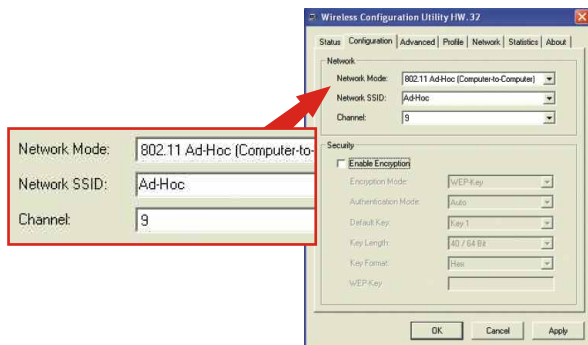 Wireless Configuration Utility HW.32
Status Configuration Advanced Profile Network Statistics About
Network
Network Mode: 802.11 Ad-Hoc (Computer-to-Computer)
Network SSID: Ad-Hoc
Channel: 9
Network Mode: 802.11 Ad-Hoc (Computer-to-
Network SSID: Ad-Hoc
Channel: 9
Security
Enable Encryption
Encryption Mode: WEP-Key
Authentication Mode: Auto
Default Key: Key 1
Key Length: 40 / 64 Bit
Key Format: Hex
WEP-Key
OK Cancel Apply